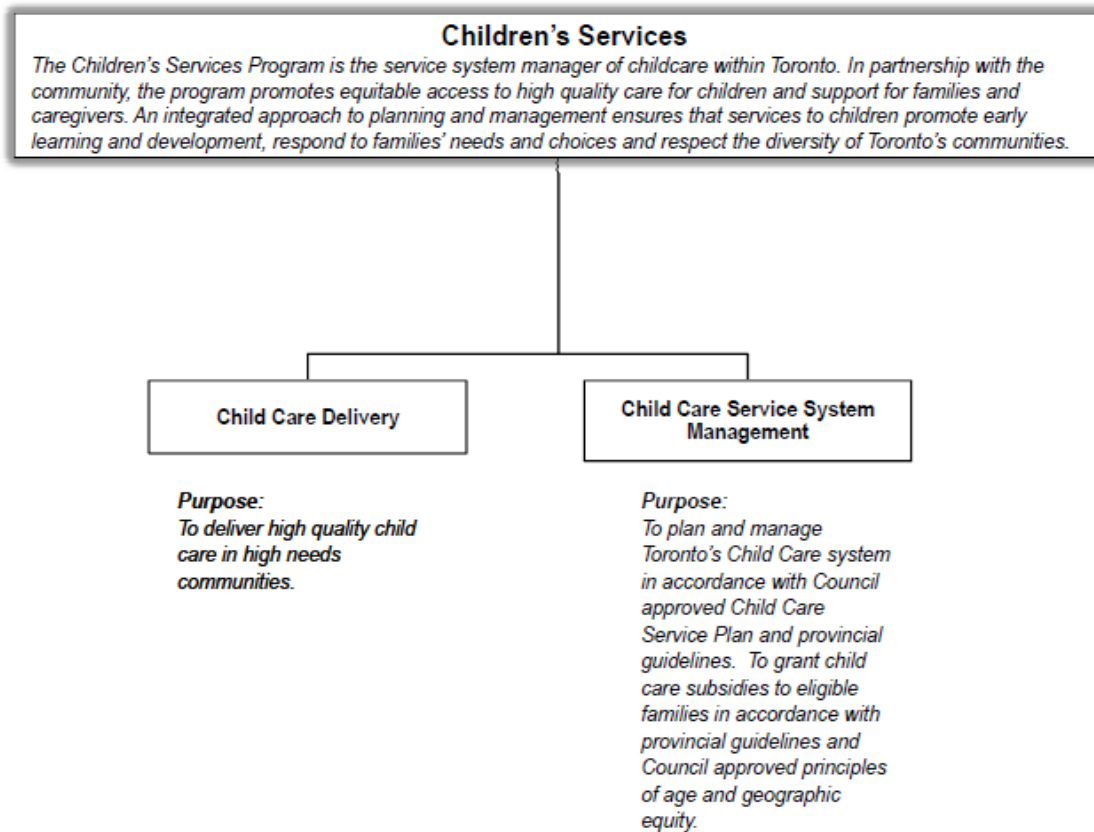 Children's Services
The Children's Services Program is the service system manager of childcare within Toronto. In partnership with the
community, the program promotes equitable access to high quality care for children and support for families and
caregivers. An integrated approach to planning and management ensures that services to children promote early
learning and development, respond to families' needs and choices and respect the diversity of Toronto's communities.
Child Care Delivery
Purpose:
To deliver high quality child
care in high needs
communities.
Child Care Service System
Management
Purpose:
To plan and manage
Toronto's Child Care system
in accordance with Council
approved Child Care
Service Plan and provincial
guidelines.  To grant child
care subsidies to eligible
families in accordance with
provincial guidelines and
Council approved principles
of age and geographic
equity.